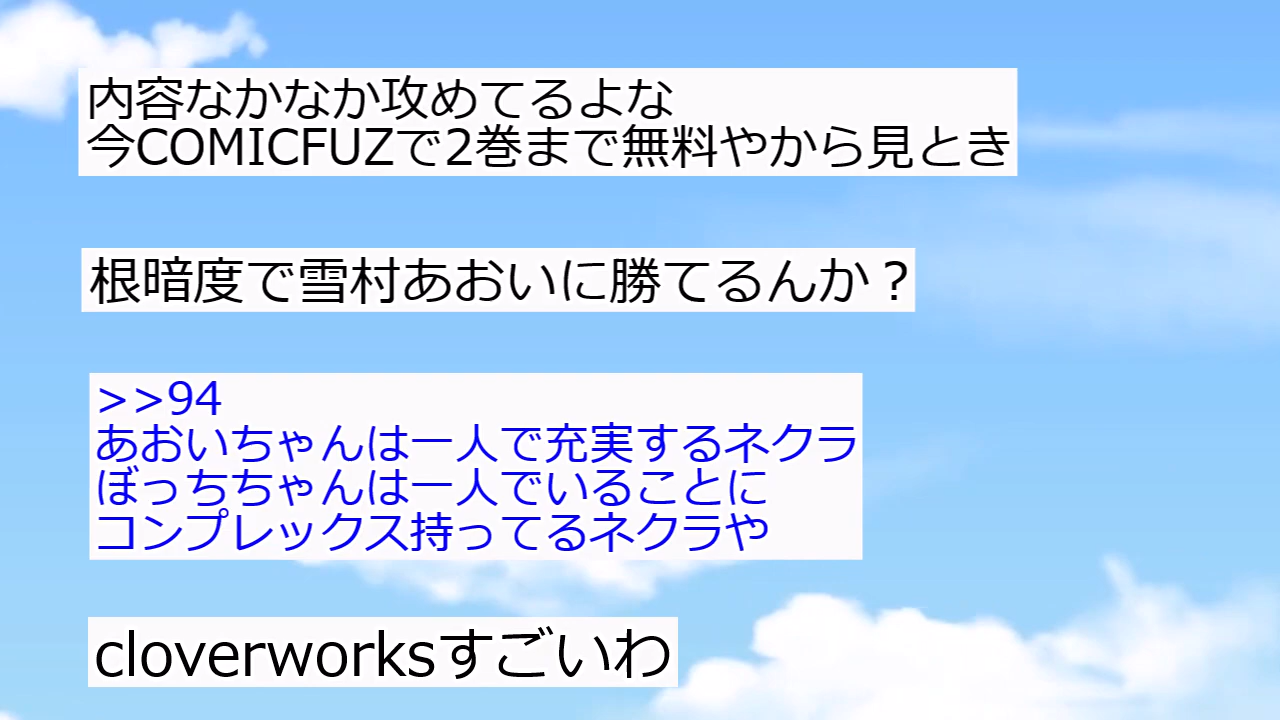 内容なかなか攻めてるよな
今COMICFUZで2巻まで無料やから見とき
根暗度で雪村あおいに勝てるんか？
>>94
あおいちゃんは一人で充実するネクラ
ぼっちちゃんは一人でいることに
コンプレックス持ってるネクラや
cloverworksすごいわ